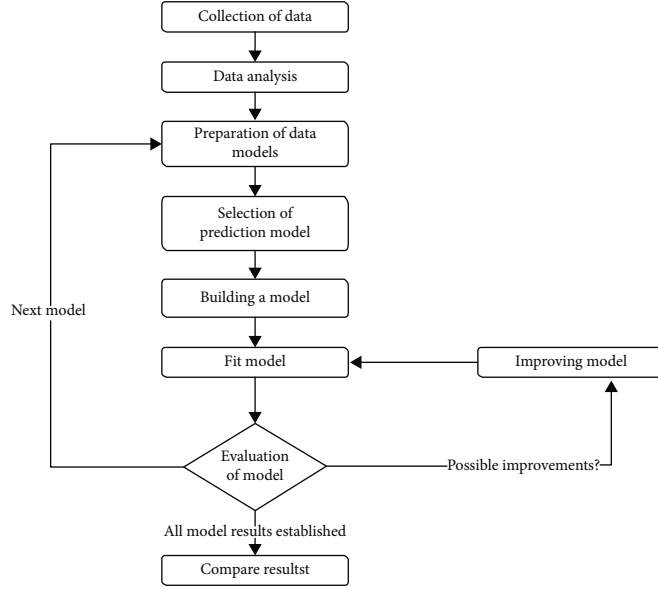 Collection of data
Data analysis
Preparation of data
models
Selection of
prediction model
Building a model
Next model
Fit model
Improving model
Evaluation
of model
Possible improvements?
All model results established
Compare resultst